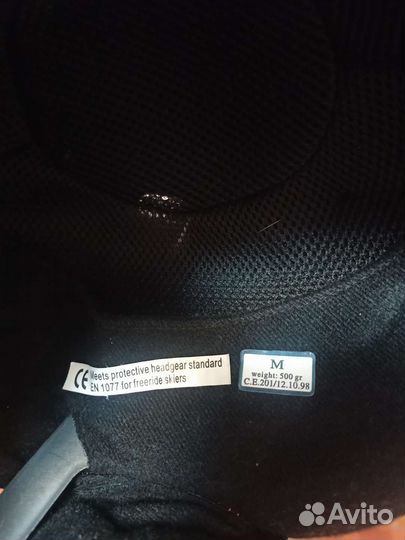 CE Meets protective headgear standard
EN 1077 for freeride skiers
M
weight: 500 gr
C.E.201/12.10.98
Avito